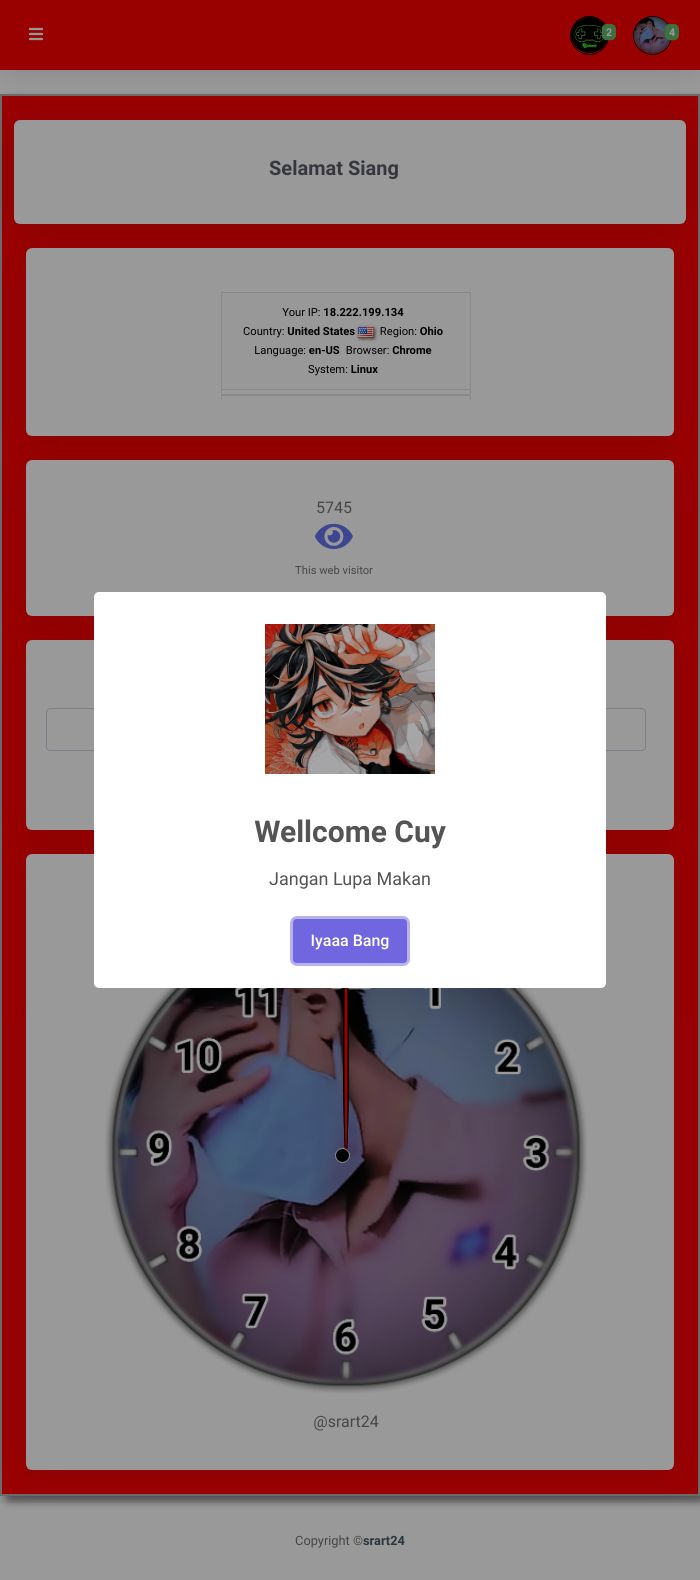 2
4
Selamat Siang
Your IP: 18.222.199.134
Country: United States Region: Ohio
Language: en-US Browser: Chrome
System: Linux
5745
This web visitor
Wellcome Cuy
Jangan Lupa Makan
Iyaaa Bang
11
1
10
2
9
3
8
4
7
5
6
@srart24
Copyright ©srart24